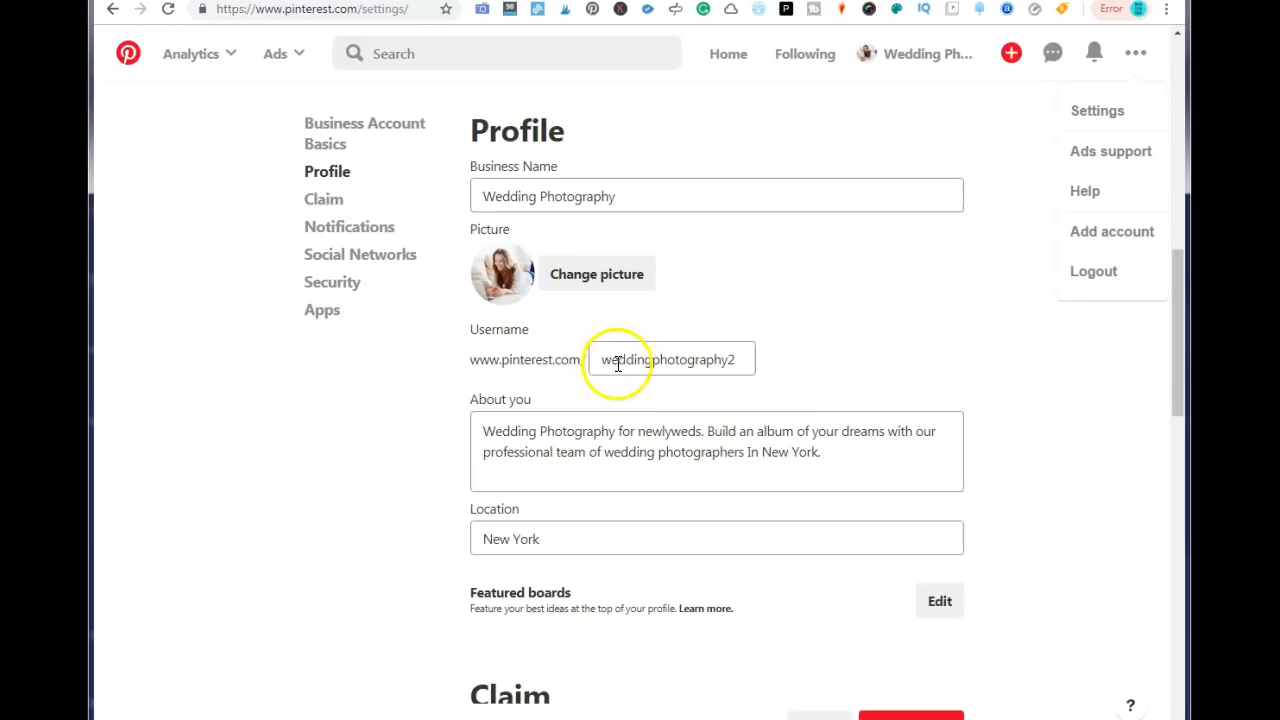 https://www.pinterest.com/settings/
Error
Analytics
Ads
Search
Home
Following
Wedding Ph...
Settings
Ads support
Help
Add account
Logout
Business Account
Basics
Profile
Claim
Notifications
Social Networks
Security
Apps
Profile
Business Name
Wedding Photography
Picture
Change picture
Username
www.pinterest.com/
weddingphotography2
About you
Wedding Photography for newlyweds. Build an album of your dreams with our
professional team of wedding photographers In New York.
Location
New York
Featured boards
Feature your best ideas at the top of your profile. Learn more.
Edit
Claim
?